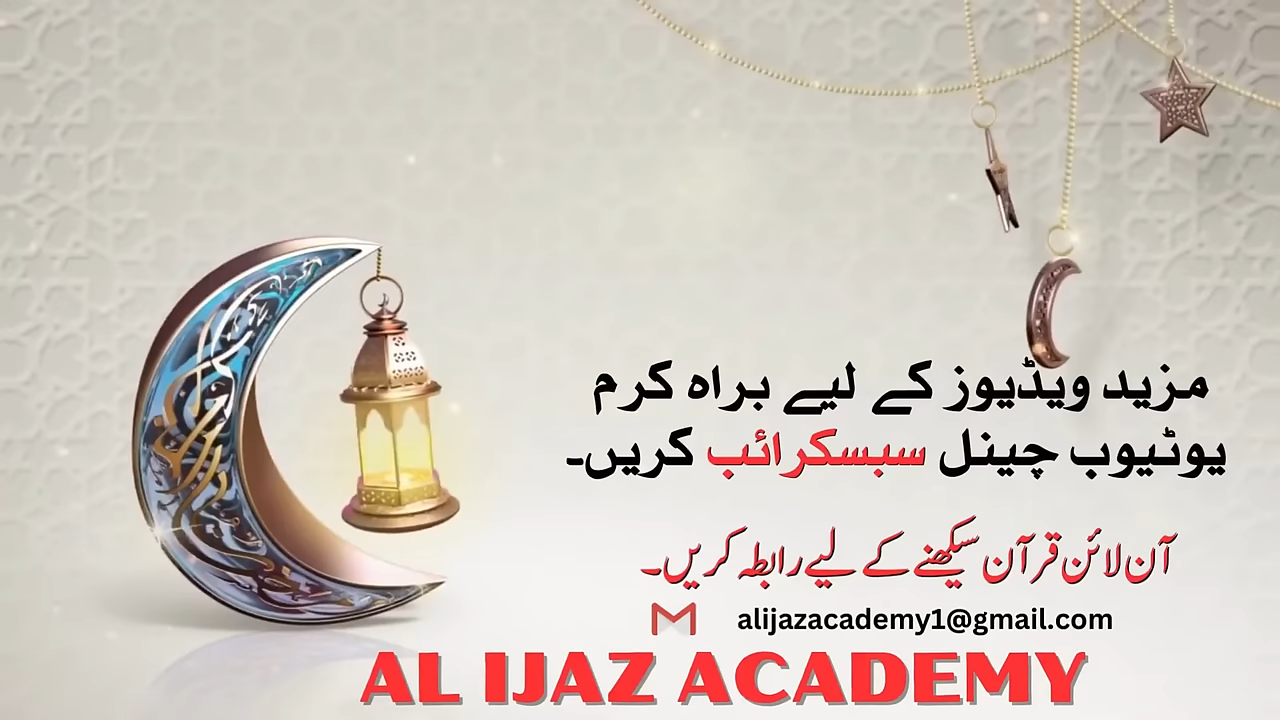 مزید ویڈیوز کے لیے براہ کرم
یوٹیوب چینل سبسکرائب کریں۔
آن لائن قرآن سیکھنے کے لیے رابطہ کریں۔
alijazacademy1@gmail.com
AL IJAZ ACADEMY